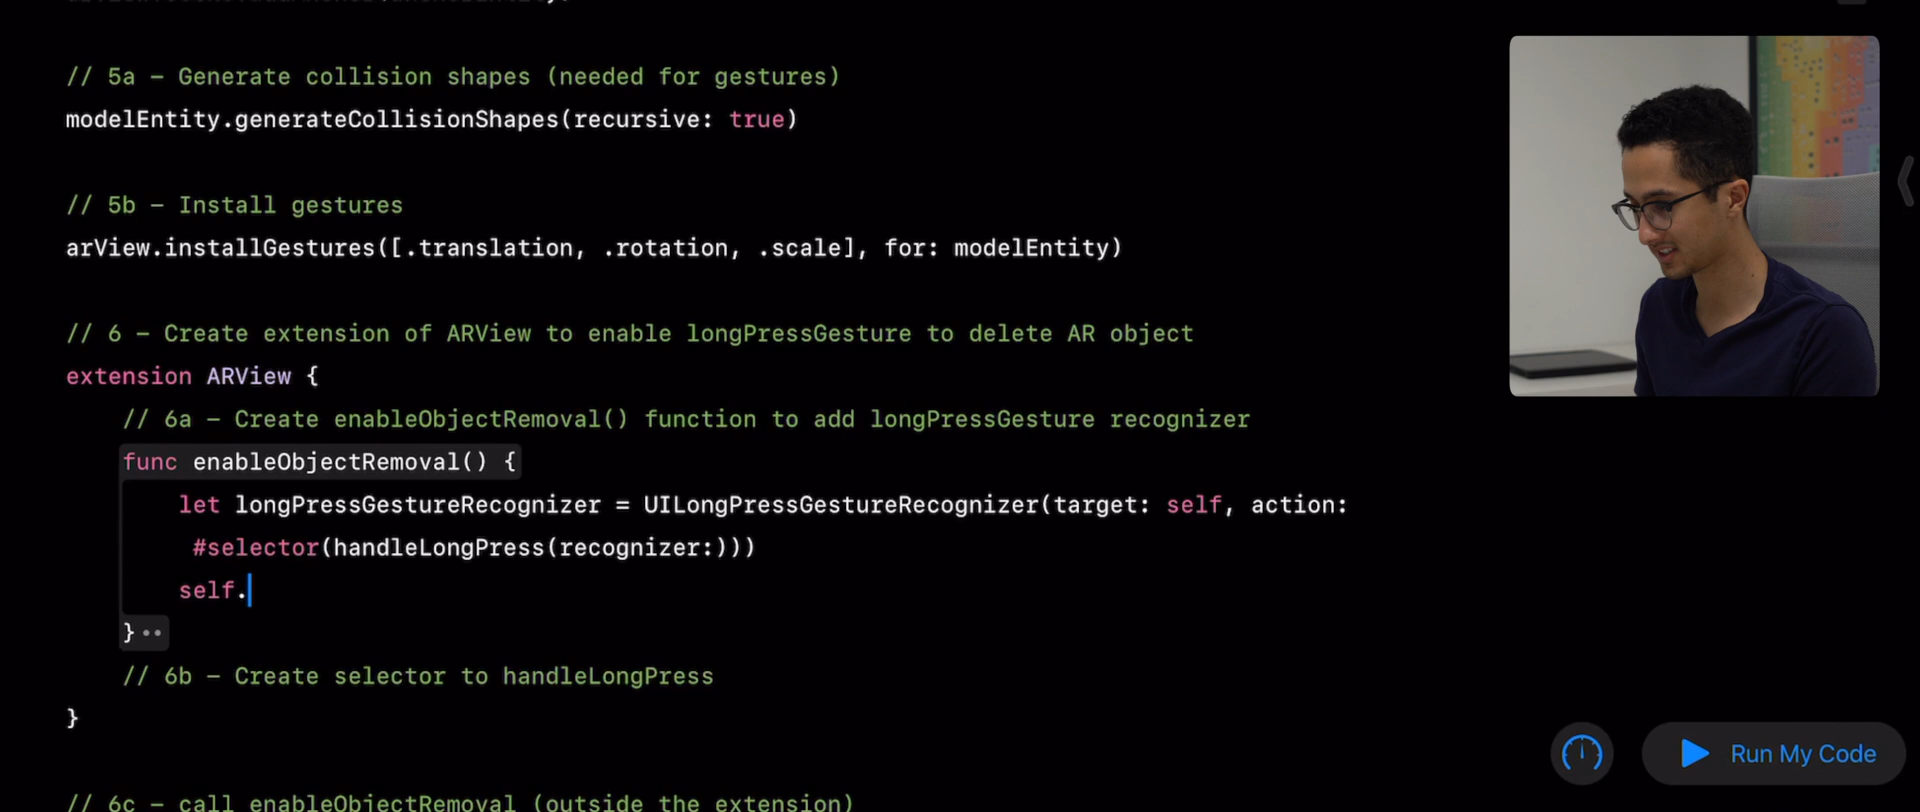 // 5a – Generate collision shapes (needed for gestures)
modelEntity.generateCollisionShapes(recursive: true)
// 5b – Install gestures
arView.installGestures([.translation, .rotation, .scale], for: modelEntity)
// 6 – Create extension of ARView to enable longPressGesture to delete AR object
extension ARView {
// 6a – Create enableObjectRemoval() function to add longPressGesture recognizer
func enableObjectRemoval() {
let longPressGestureRecognizer = UILongPressGestureRecognizer(target: self, action:
#selector(handleLongPress(recognizer:)))
self.
}
// 6b – Create selector to handleLongPress
}
// 6c – call enableObjectRemoval (outside the extension)
Run My Code